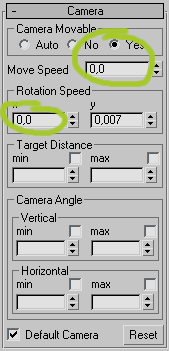 - Camera
Camera Movable
Auto No Yes
Move Speed 0,0
Rotation Speed
y
0,0 0,007
Target Distance
min max
Camera Angle
Vertical
min max
Horizontal
min max
Default Camera Reset